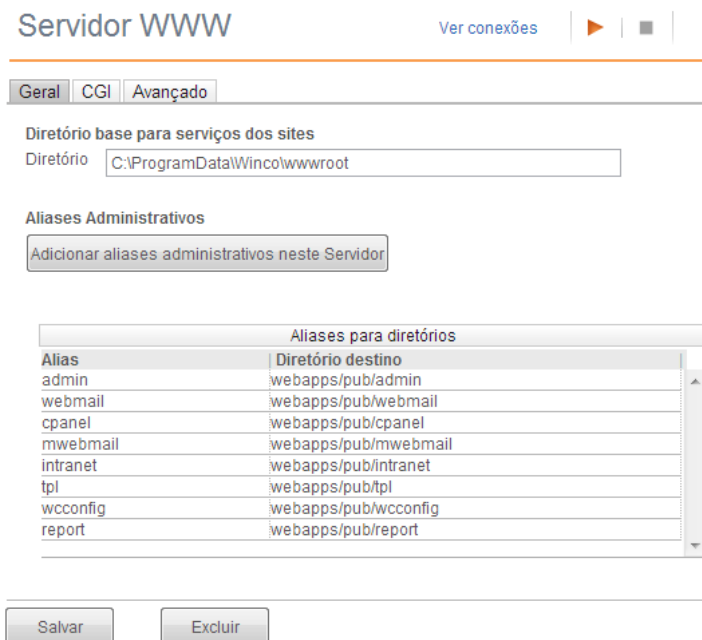 Servidor WWW Ver conexões
Geral CGI Avançado
Diretório base para serviços dos sites
Diretório C:\ProgramData\Winco\wwwroot
Aliases Administrativos
Adicionar aliases administrativos neste Servidor
Aliases para diretórios
Alias Diretório destino
admin webapps/pub/admin
webmail webapps/pub/webmail
cpanel webapps/pub/cpanel
mwebmail webapps/pub/mwebmail
intranet webapps/pub/intranet
tpl webapps/pub/tpl
wcconfig webapps/pub/wcconfig
report webapps/pub/report
Salvar Excluir